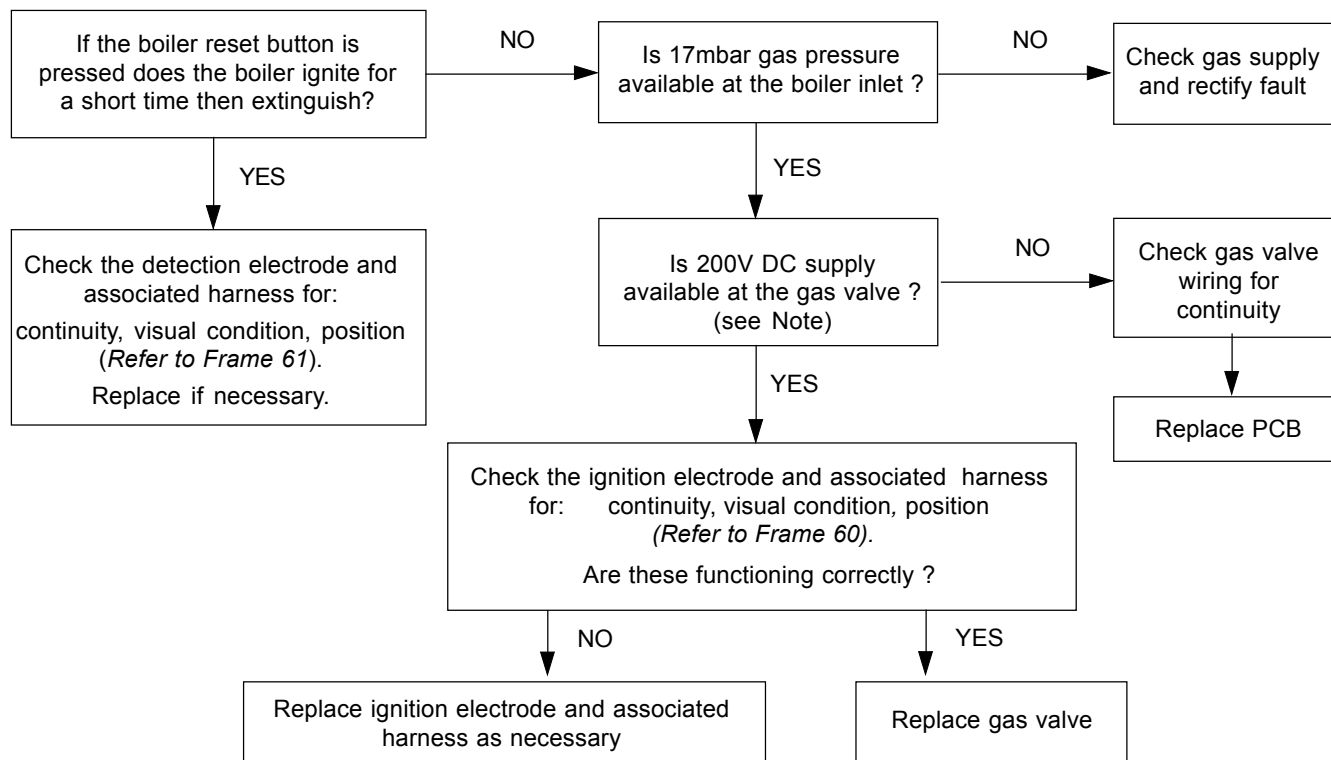 If the boiler reset button is
pressed does the boiler ignite for
a short time then extinguish?
NO
Is 17mbar gas pressure
available at the boiler inlet ?
NO
Check gas supply
and rectify fault
YES
YES
Check the detection electrode and
associated harness for:
continuity, visual condition, position
(Refer to Frame 61).
Replace if necessary.
Is 200V DC supply
available at the gas valve ?
(see Note)
NO
Check gas valve
wiring for
continuity
YES
Replace PCB
Check the ignition electrode and associated harness
for: continuity, visual condition, position
(Refer to Frame 60).
Are these functioning correctly ?
NO
YES
Replace ignition electrode and associated
harness as necessary
Replace gas valve